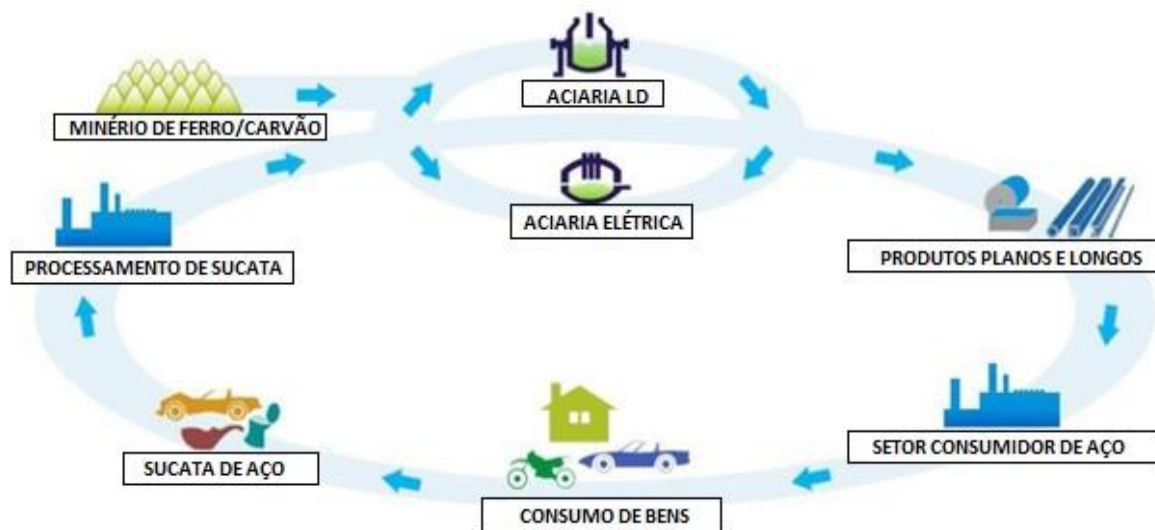 ACIARIA LD
MINÉRIO DE FERRO/CARVÃO
ACIARIA ELÉTRICA
PROCESSAMENTO DE SUCATA
PRODUTOS PLANOS E LONGOS
SETOR CONSUMIDOR DE AÇO
SUCATA DE AÇO
CONSUMO DE BENS